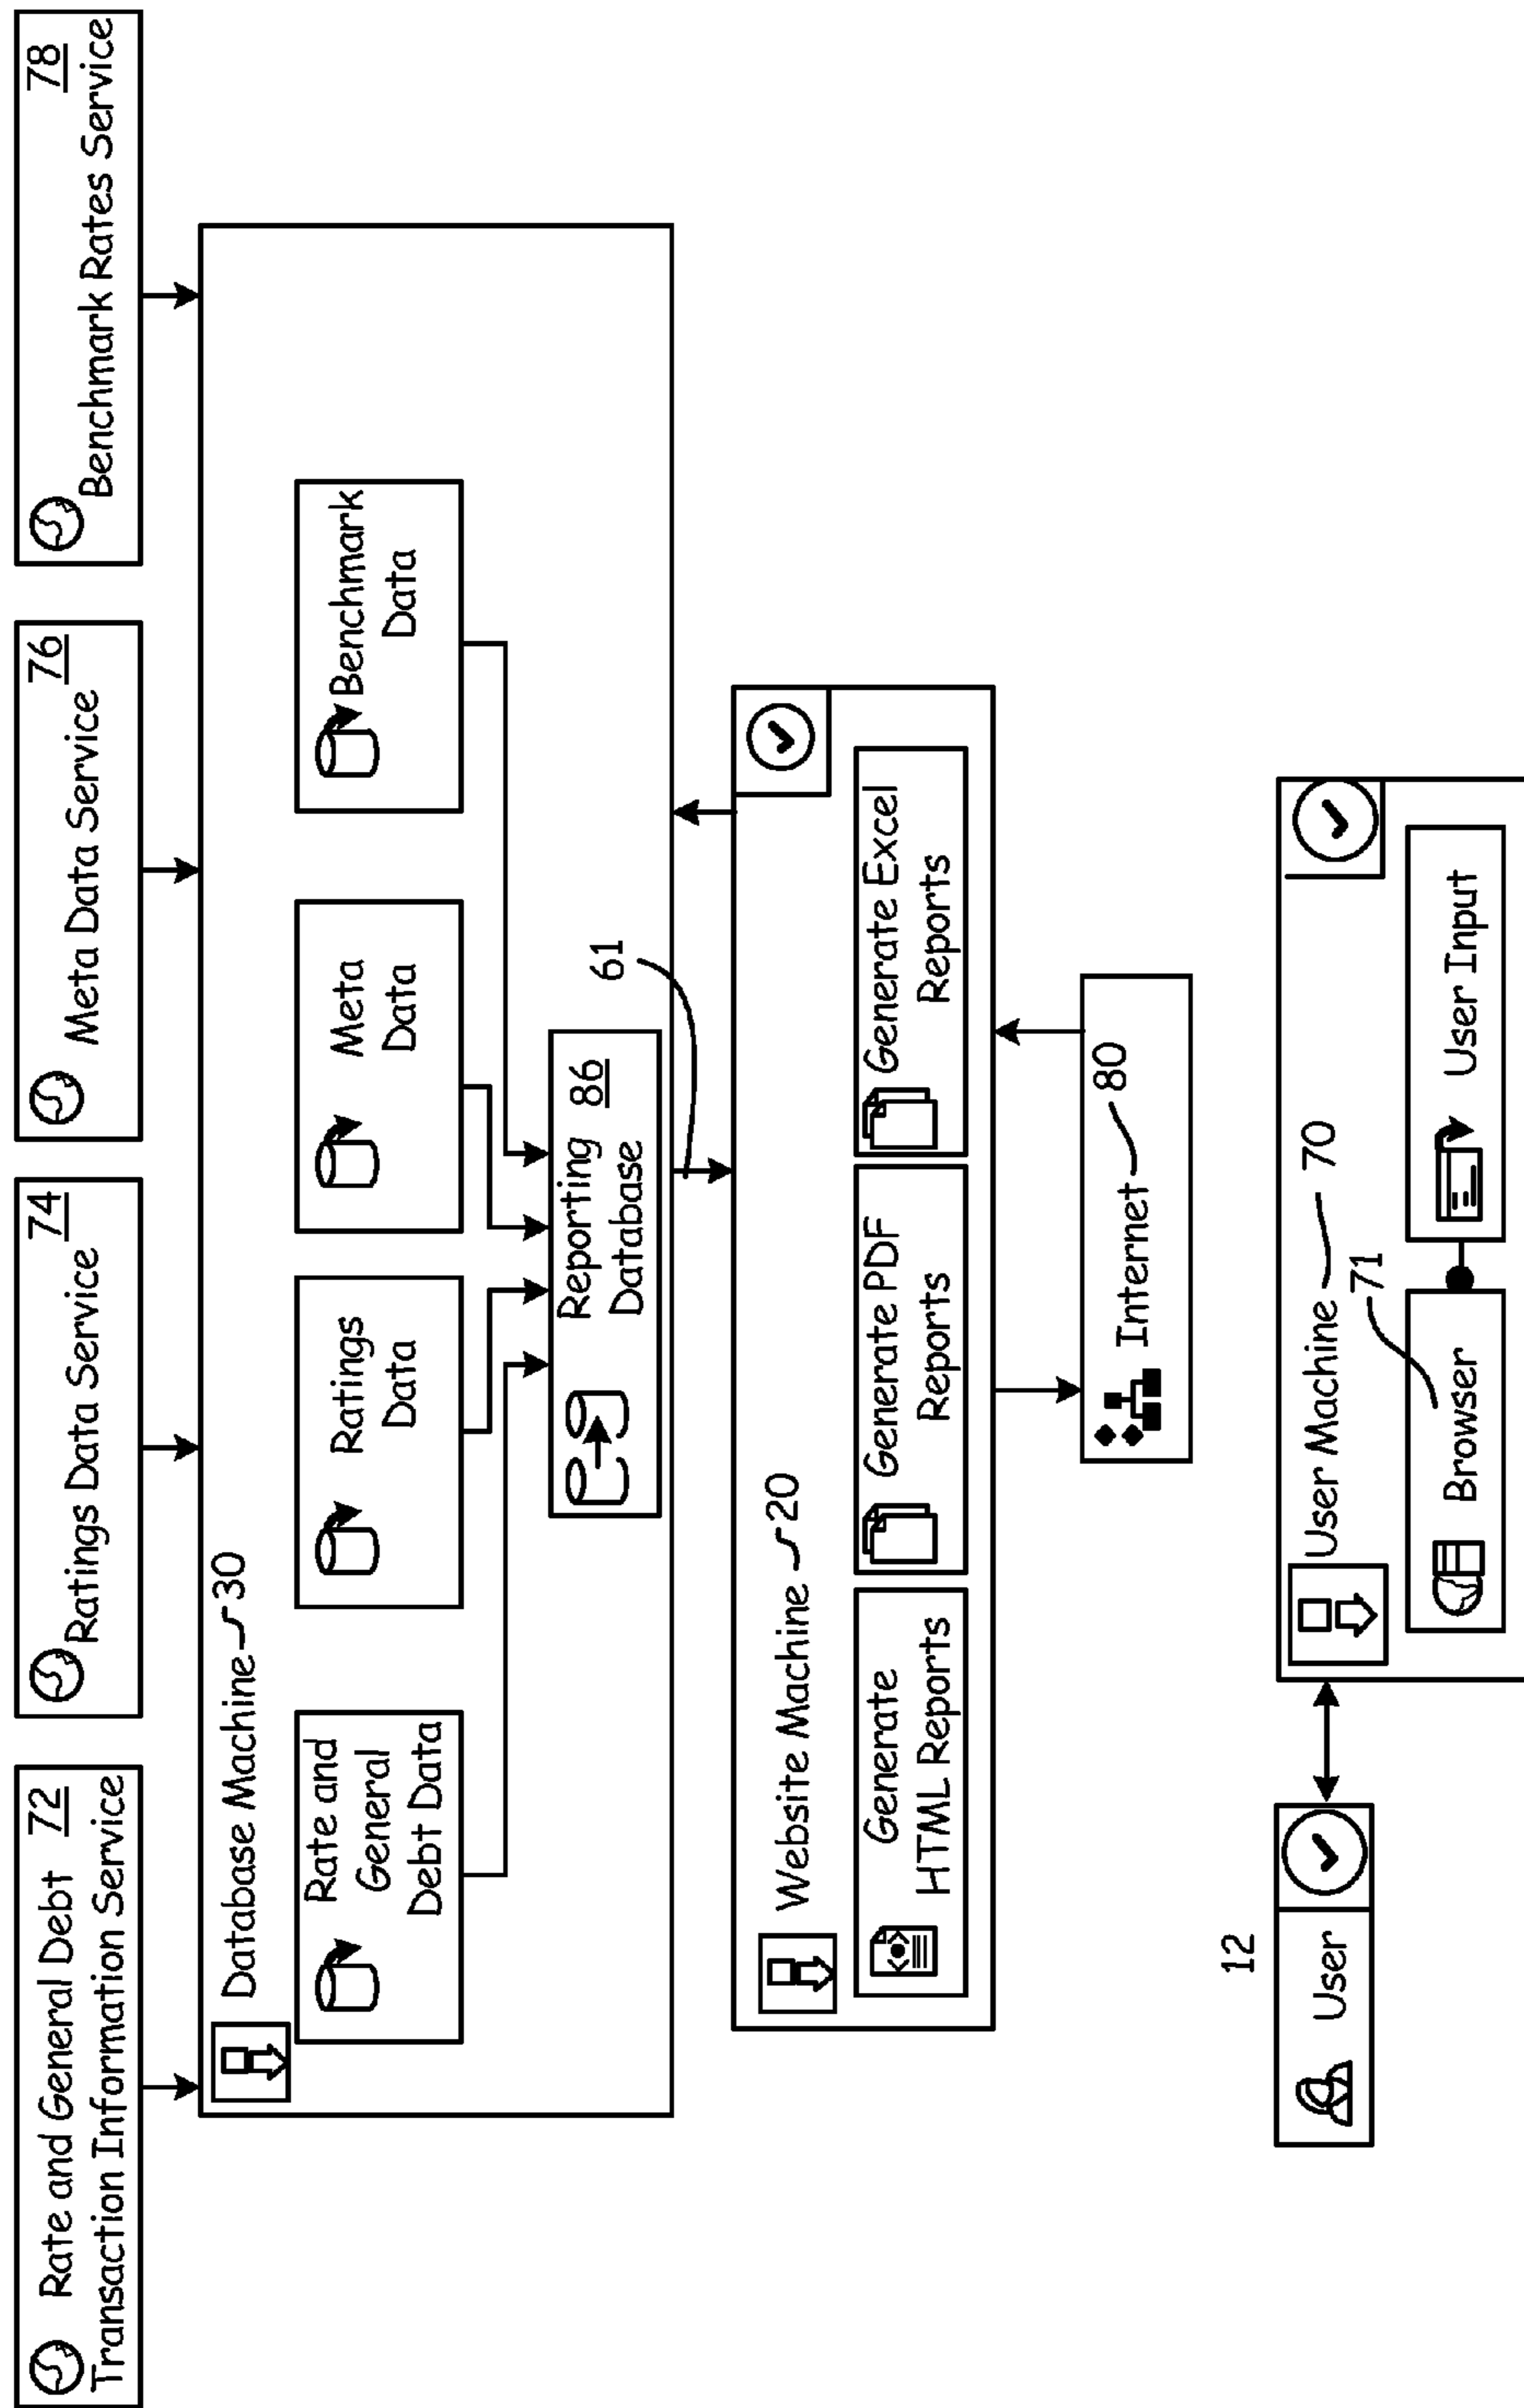 Rate and General Debt 72
Transaction Information Service
Ratings Data Service 74
Meta Data Service 76
Benchmark Rates Service 78
Database Machine 30
Rate and
General
Debt Data
Ratings
Data
Meta
Data
Benchmark
Data
Reporting 86
Database
61
Website Machine 20
Generate
HTML Reports
Generate PDF
Reports
Generate Excel
Reports
Internet 80
12
User
User Machine 70
71
Browser
User Input